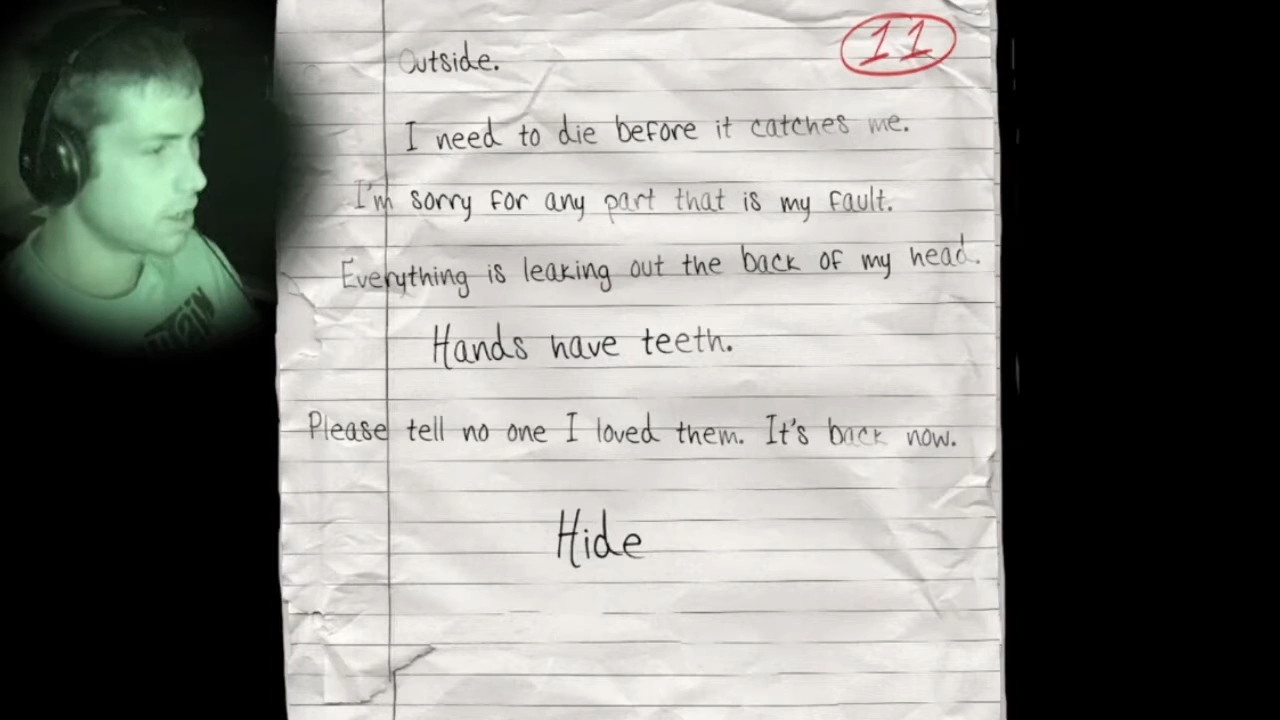 11
Outside.
I need to die before it catches me.
I'm sorry for any part that is my fault.
Everything is leaking out the back of my head.
Hands have teeth.
Please tell no one I loved them. It's back now.
Hide